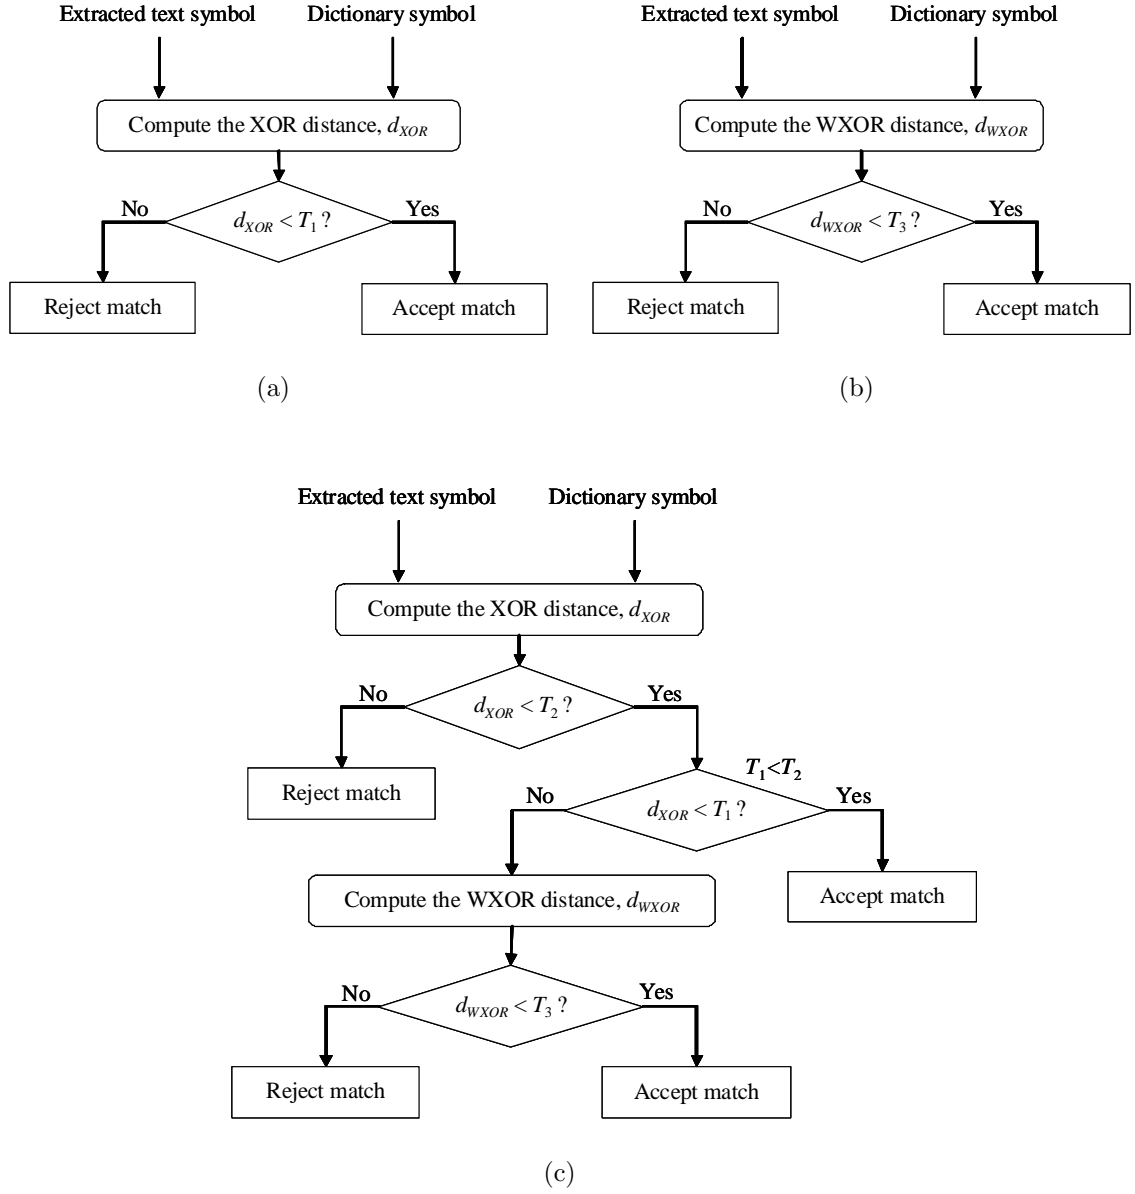 Extracted text symbol Dictionary symbol
Compute the XOR distance, d_XOR
No Yes
d_XOR < T_1 ?
Reject match Accept match
(a)
Extracted text symbol Dictionary symbol
Compute the WXOR distance, d_WXOR
No Yes
d_WXOR < T_3 ?
Reject match Accept match
(b)
Extracted text symbol Dictionary symbol
Compute the XOR distance, d_XOR
No Yes
d_XOR < T_2 ?
T_1<T_2
Reject match
No Yes
d_XOR < T_1 ?
Compute the WXOR distance, d_WXOR
Accept match
No Yes
d_WXOR < T_3 ?
Reject match Accept match
(c)